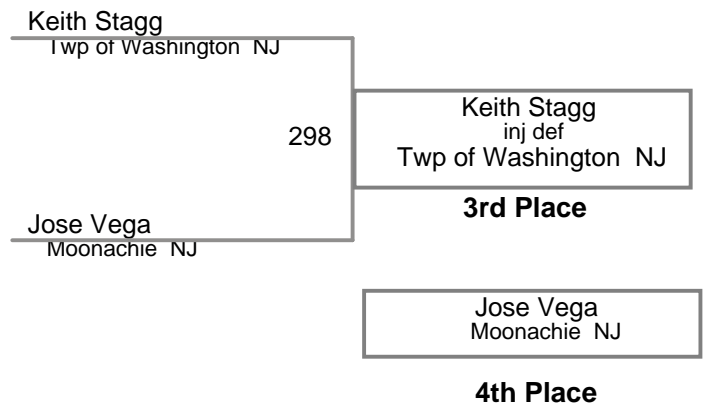 Keith Stagg
Twp of Washington NJ
298
Keith Stagg
inj def
Twp of Washington NJ
3rd Place
Jose Vega
Moonachie NJ
Jose Vega
Moonachie NJ
4th Place